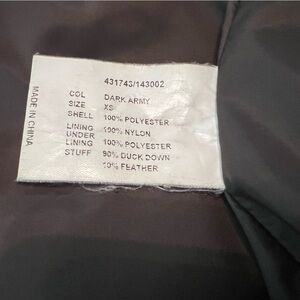 431743/143002
COL DARK ARMY
SIZE XS
SHELL 100% POLYESTER
LINING 100% NYLON
UNDER
LINING 100% POLYESTER
STUFF 90% DUCK DOWN
10% FEATHER
MADE IN CHINA